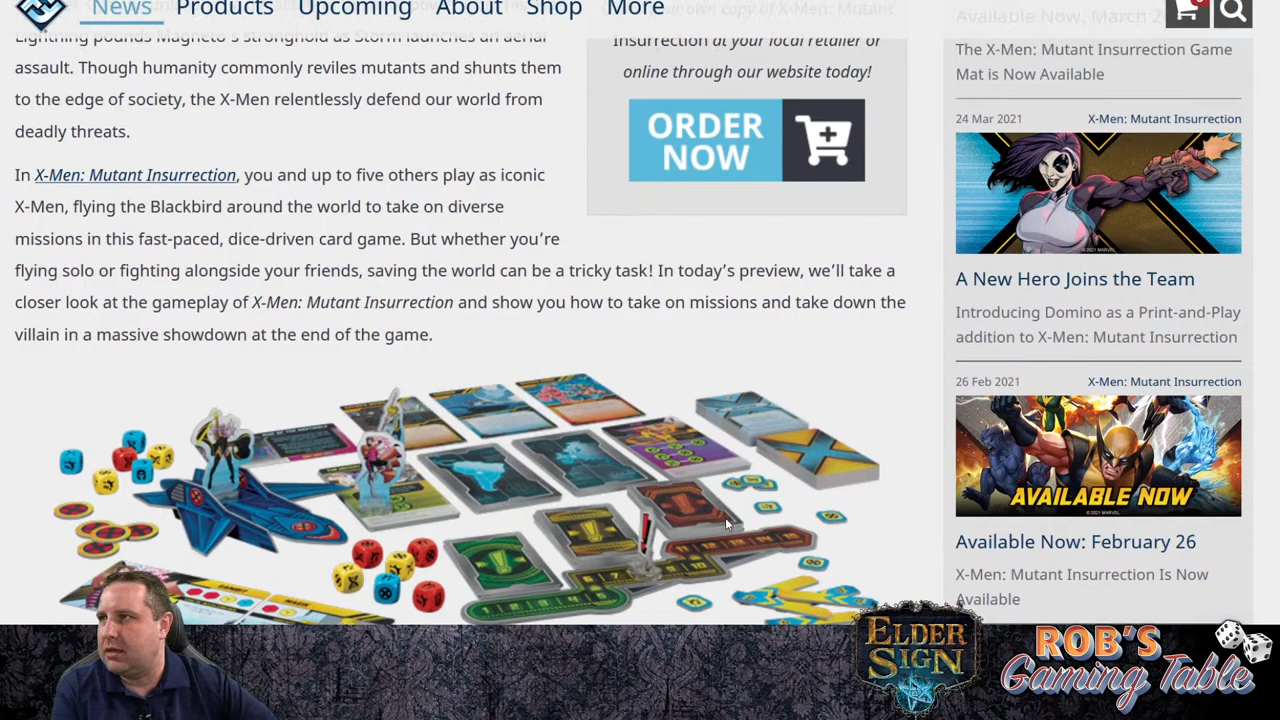 News Products Upcoming About Shop More
Lightning pounds Magneto's stronghold as Storm launches an aerial
assault. Though humanity commonly reviles mutants and shunts them
to the edge of society, the X-Men relentlessly defend our world from
deadly threats.
In X-Men: Mutant Insurrection, you and up to five others play as iconic
X-Men, flying the Blackbird around the world to take on diverse
missions in this fast-paced, dice-driven card game. But whether you're
flying solo or fighting alongside your friends, saving the world can be a tricky task! In today's preview, we'll take a
closer look at the gameplay of X-Men: Mutant Insurrection and show you how to take on missions and take down the
villain in a massive showdown at the end of the game.
own copy of X-Men: Mutant
Insurrection at your local retailer or
online through our website today!
ORDER
NOW
Available Now: March 2
The X-Men: Mutant Insurrection Game
Mat is Now Available
24 Mar 2021 X-Men: Mutant Insurrection
A New Hero Joins the Team
Introducing Domino as a Print-and-Play
addition to X-Men: Mutant Insurrection
26 Feb 2021 X-Men: Mutant Insurrection
AVAILABLE NOW
Available Now: February 26
X-Men: Mutant Insurrection Is Now
Available
ELDER
SIGN
ROB'S
Gaming Table